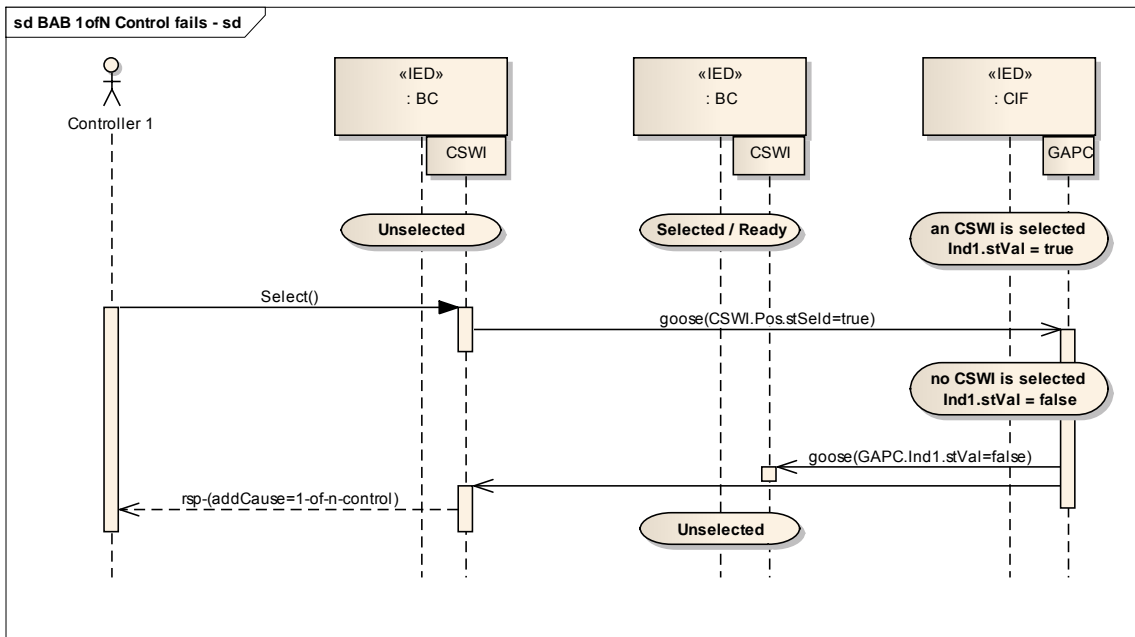 sd BAB 1ofN Control fails - sd
Controller 1
«IED»
: BC
CSWI
«IED»
: BC
CSWI
«IED»
: CIF
GAPC
Unselected
Selected / Ready
an CSWI is selected
Ind1.stVal = true
Select()
goose(CSWI.Pos.stSeld=true)
no CSWI is selected
Ind1.stVal = false
goose(GAPC.Ind1.stVal=false)
rsp-(addCause=1-of-n-control)
Unselected